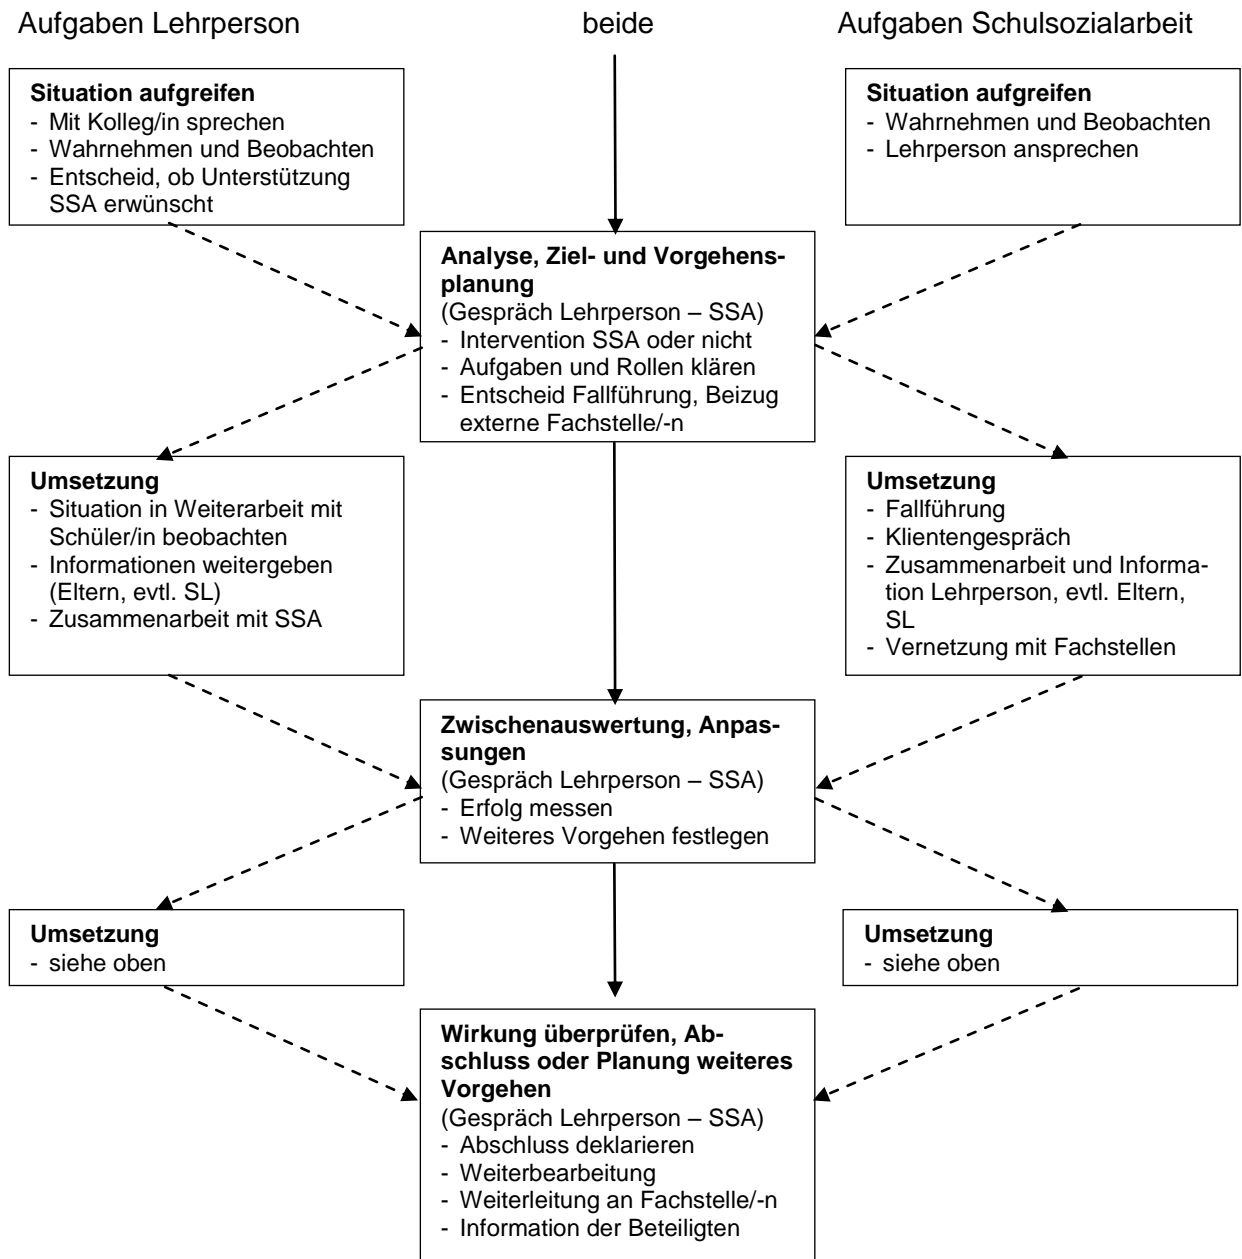 Aufgaben Lehrperson
beide
Aufgaben Schulsozialarbeit
Situation aufgreifen
- Mit Kolleg/in sprechen
- Wahrnehmen und Beobachten
- Entscheid, ob Unterstützung
SSA erwünscht
Situation aufgreifen
- Wahrnehmen und Beobachten
- Lehrperson ansprechen
Analyse, Ziel- und Vorgehens-
planung
(Gespräch Lehrperson – SSA)
- Intervention SSA oder nicht
- Aufgaben und Rollen klären
- Entscheid Fallführung, Beizug
externe Fachstelle/-n
Umsetzung
- Situation in Weiterarbeit mit
Schüler/in beobachten
- Informationen weitergeben
(Eltern, evtl. SL)
- Zusammenarbeit mit SSA
Umsetzung
- Fallführung
- Klientengespräch
- Zusammenarbeit und Informa-
tion Lehrperson, evtl. Eltern,
SL
- Vernetzung mit Fachstellen
Zwischenauswertung, Anpas-
sungen
(Gespräch Lehrperson – SSA)
- Erfolg messen
- Weiteres Vorgehen festlegen
Umsetzung
- siehe oben
Umsetzung
- siehe oben
Wirkung überprüfen, Ab-
schluss oder Planung weiteres
Vorgehen
(Gespräch Lehrperson – SSA)
- Abschluss deklarieren
- Weiterbearbeitung
- Weiterleitung an Fachstelle/-n
- Information der Beteiligten